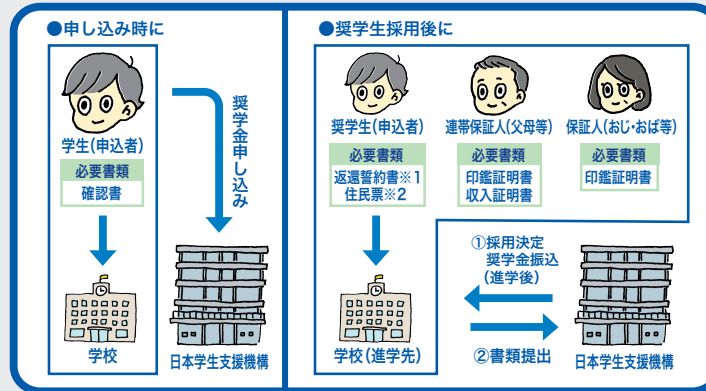 ●申し込み時に
学生(申込者)
必要書類
確認書
学校
奨学金申し込み
日本学生支援機構
●奨学生採用後に
奨学生(申込者)
必要書類
返還誓約書※1
住民票※2
連帯保証人(父母等)
必要書類
印鑑証明書
収入証明書
保証人(おじ・おば等)
必要書類
印鑑証明書
学校(進学先)
①採用決定
奨学金振込
(進学後)
②書類提出
日本学生支援機構